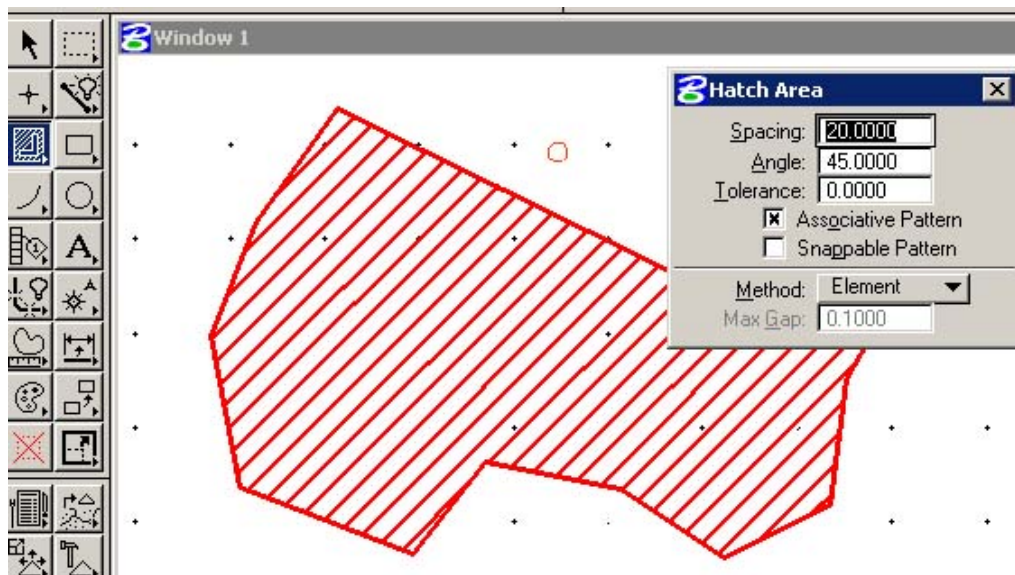 Window 1
Hatch Area
Spacing: 20.0000
Angle: 45.0000
Tolerance: 0.0000
Associative Pattern
Snappable Pattern
Method: Element
Max Gap: 0.1000
A,